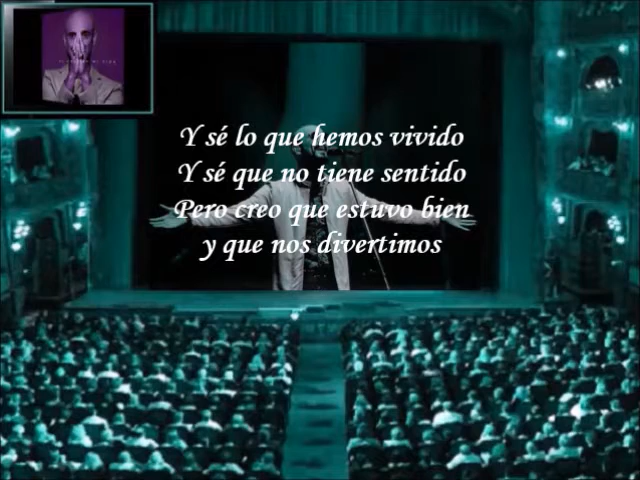 Y sé lo que hemos vivido
Y sé que no tiene sentido
Pero creo que estuvo bien
y que nos divertimos